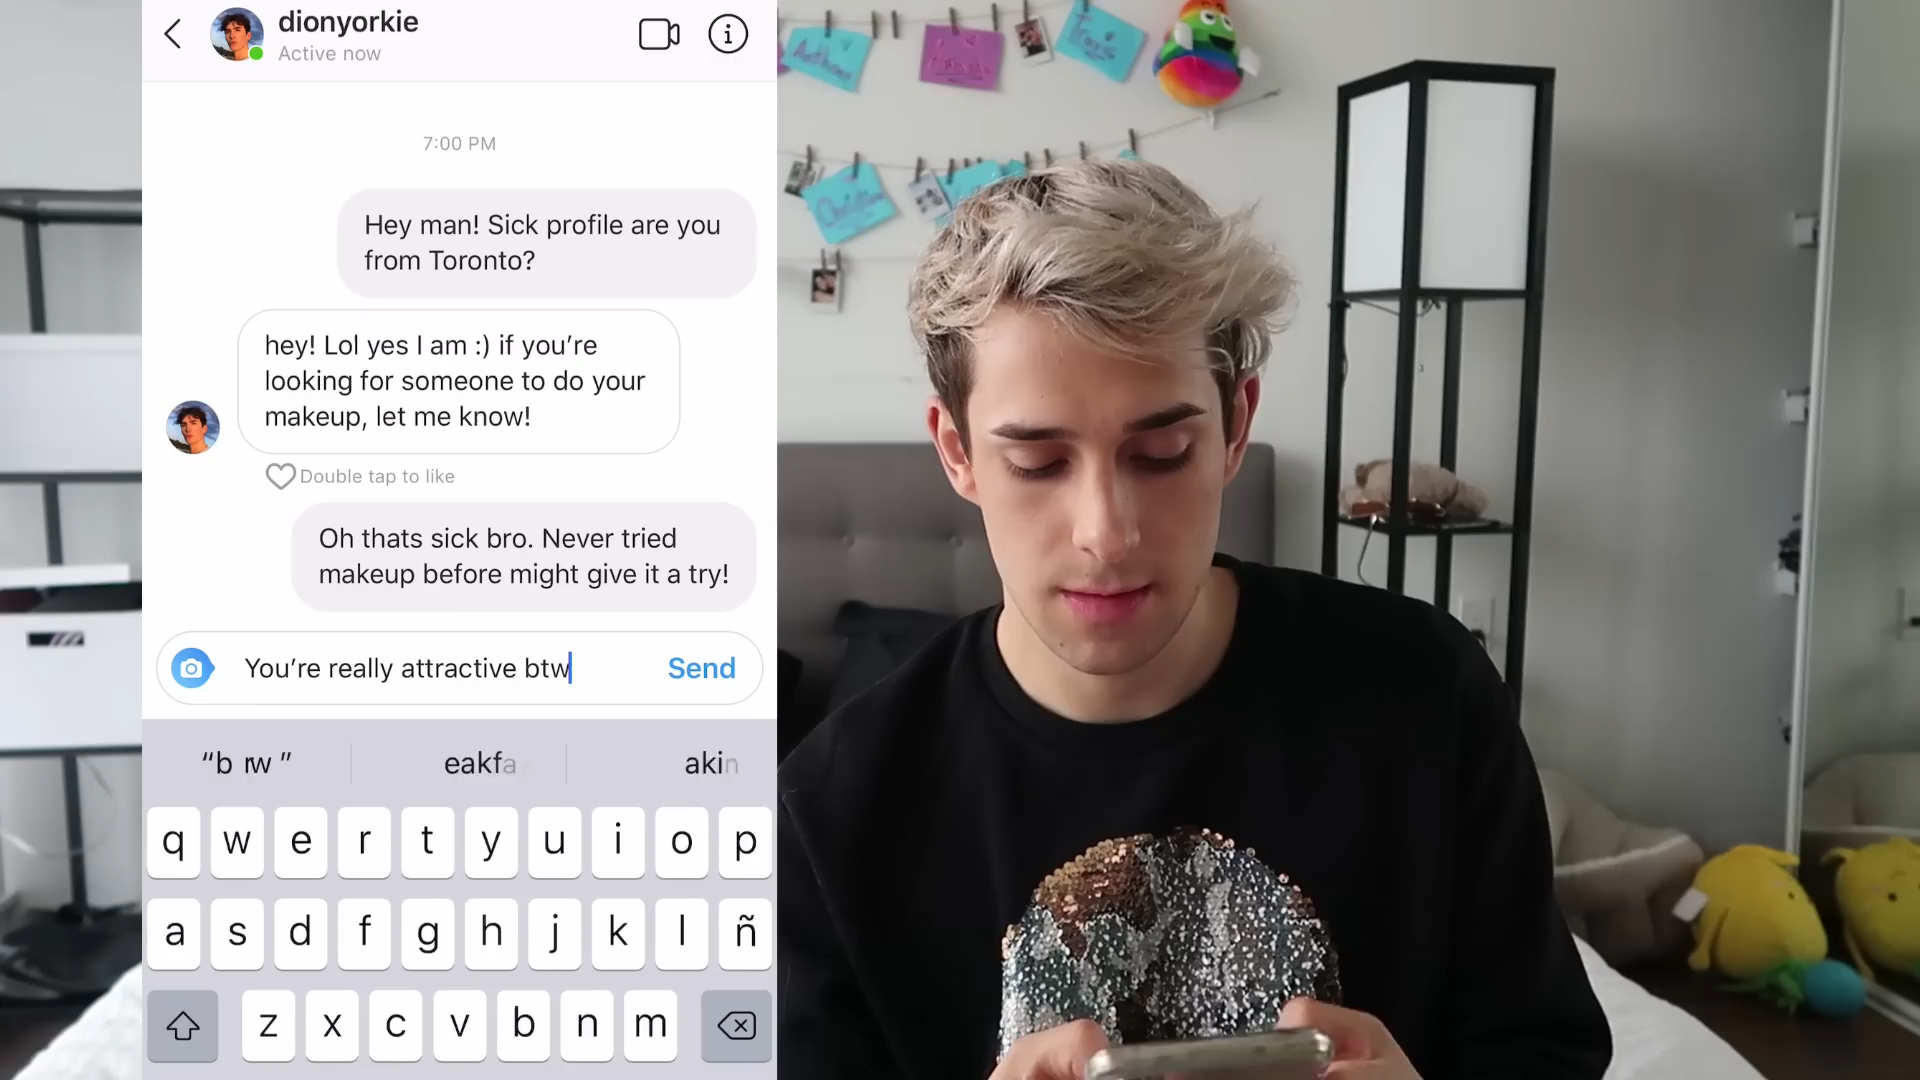 dionyorkie
Active now
7:00 PM
Hey man! Sick profile are you
from Toronto?
hey! Lol yes I am :) if you’re
looking for someone to do your
makeup, let me know!
Double tap to like
Oh thats sick bro. Never tried
makeup before might give it a try!
You’re really attractive btw
Send
q w e r t y u i o p
a s d f g h j k l ñ
z x c v b n m